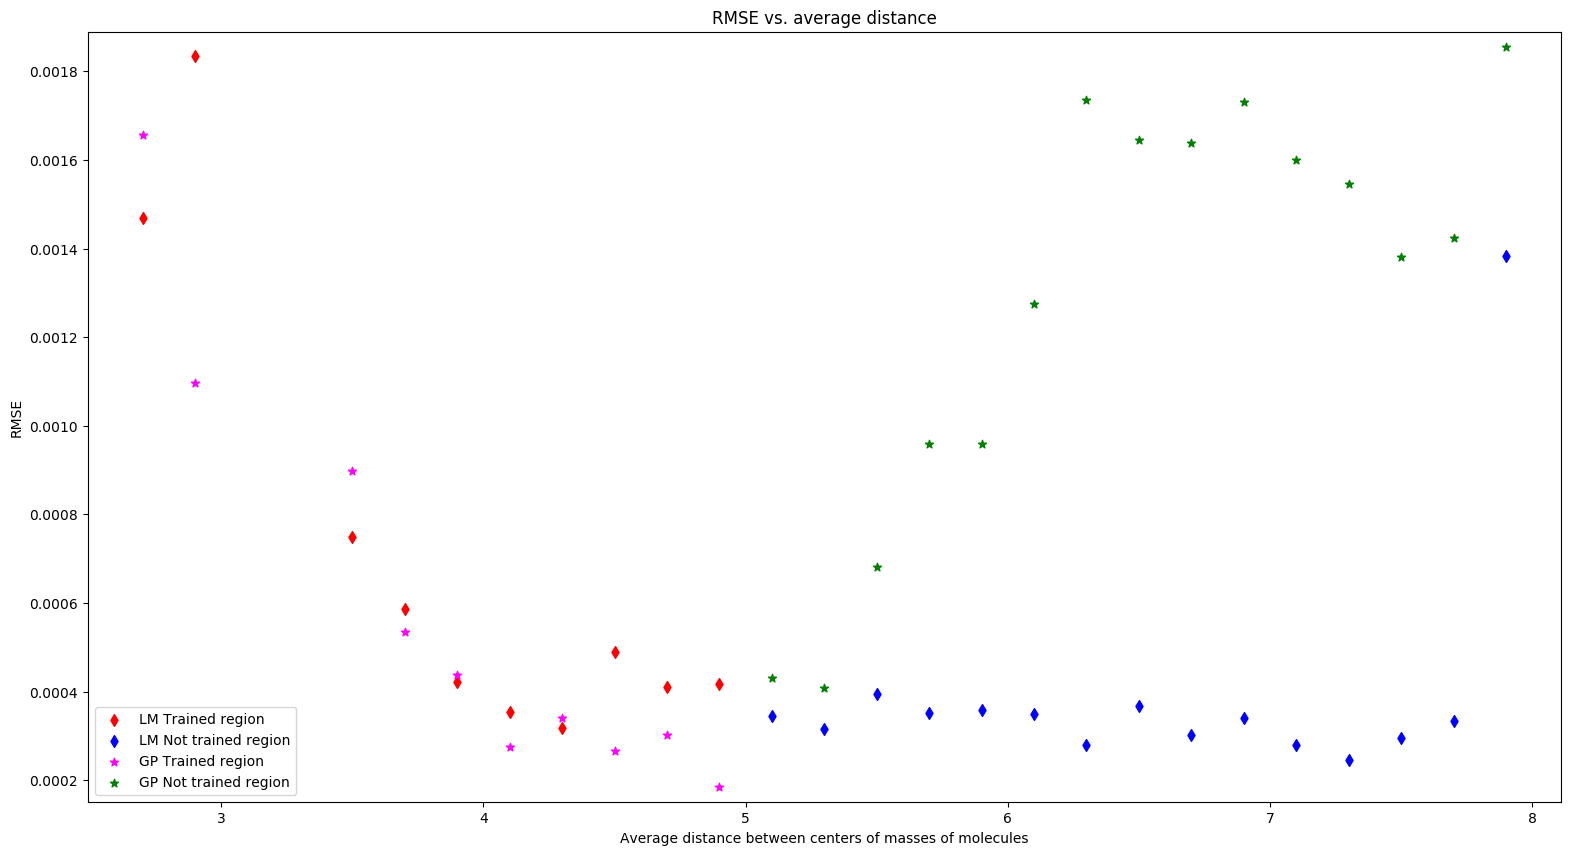 RMSE vs. average distance
RMSE
0.0018
0.0016
0.0014
0.0012
0.0010
0.0008
0.0006
0.0004
0.0002
LM Trained region
LM Not trained region
GP Trained region
GP Not trained region
3 4 5 6 7 8
Average distance between centers of masses of molecules